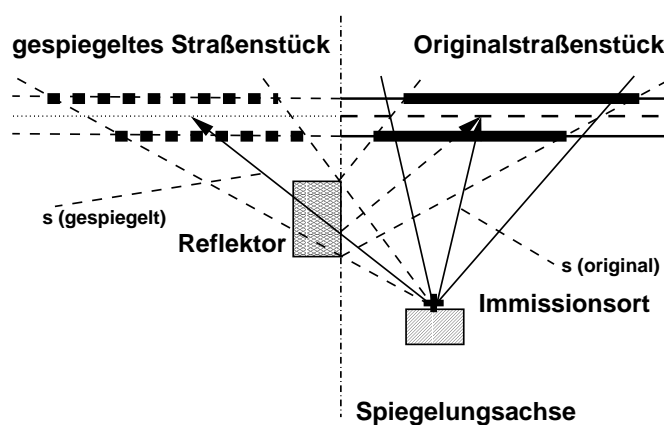 gespiegeltes Straßenstück
Originalstraßenstück
s (gespiegelt)
Reflektor
s (original)
Immissionsort
Spiegelungsachse